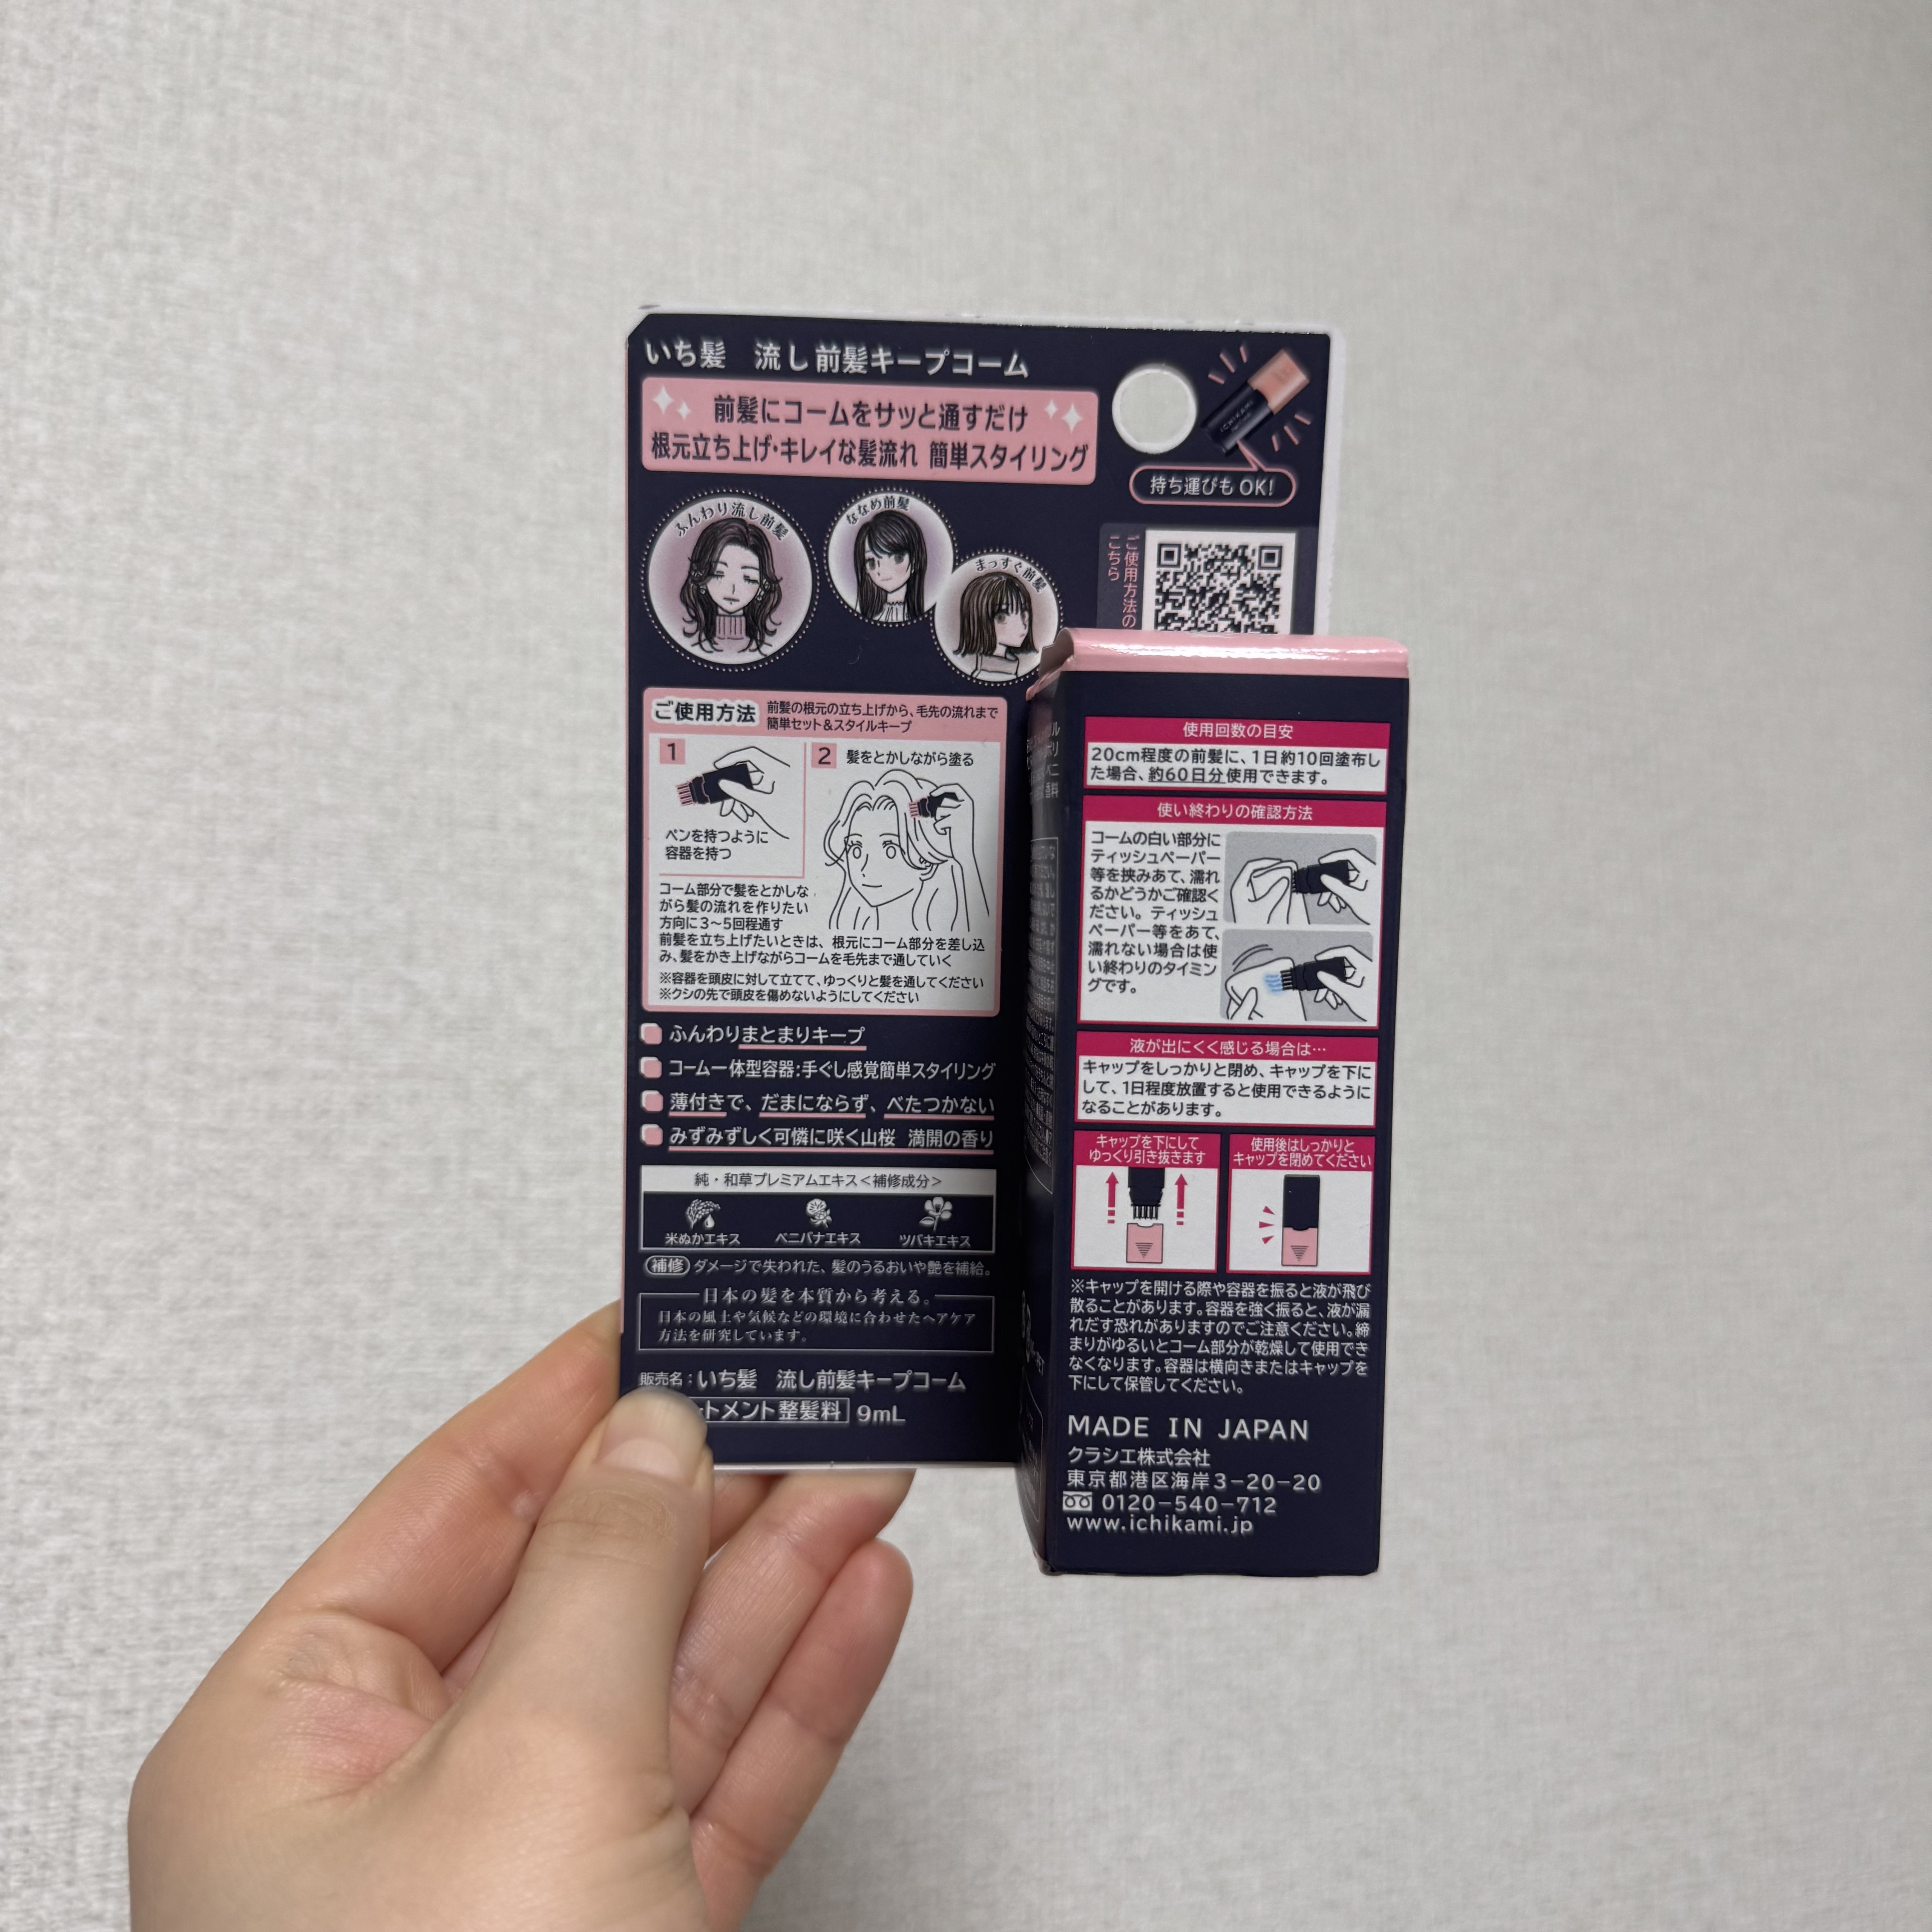 いち髪 流し前髪キープコーム
前髪にコームをサッと通すだけ
根元立ち上げ・キレイな髪流れ 簡単スタイリング
持ち運びもOK!
ふんわり流し前髪
ななめ前髪
まっすぐ前髪
ご使用方法の
こちら
ご使用方法
前髪の根元の立ち上げから、毛先の流れまで
簡単セット&スタイルキープ
1
ペンを持つように
容器を持つ
2 髪をとかしながら塗る
コーム部分で髪をとかしな
がら髪の流れを作りたい
方向に3〜5回程通す
前髪を立ち上げたいときは、根元にコーム部分を差し込
み、髪をかき上げながらコームを毛先まで通していく
※容器を頭皮に対して立てて、ゆっくりと髪を通してください
※クシの先で頭皮を傷めないようにしてください
ふんわりまとまりキープ
コーム一体型容器:手ぐし感覚簡単スタイリング
薄付きで、だまにならず、べたつかない
みずみずしく可憐に咲く山桜 満開の香り
純・和草プレミアムエキス<補修成分>
米ぬかエキス
ベニバナエキス
ツバキエキス
補修 ダメージで失われた、髪のうるおいや艶を補給。
日本の髪を本質から考える。
日本の風土や気候などの環境に合わせたヘアケア
方法を研究しています。
販売名:いち髪 流し前髪キープコーム
トメント整髪料 9mL
使用回数の目安
20cm程度の前髪に、1日約10回塗布し
た場合、約60日分使用できます。
使い終わりの確認方法
コームの白い部分に
ティッシュペーパー
等を挟みあて、濡れ
るかどうかご確認く
ださい。ティッシュ
ペーパー等をあて、
濡れない場合は使
い終わりのタイミン
グです。
液が出にくく感じる場合は…
キャップをしっかりと閉め、キャップを下に
して、1日程度放置すると使用できるように
なることがあります。
キャップを下にして
ゆっくり引き抜きます
使用後はしっかりと
キャップを閉めてください
※キャップを開ける際や容器を振ると液が飛び
散ることがあります。容器を強く振ると、液が漏
れだす恐れがありますのでご注意ください。締
まりがゆるいとコーム部分が乾燥して使用でき
なくなります。容器は横向きまたはキャップを
下にして保管してください。
MADE IN JAPAN
クラシエ株式会社
東京都港区海岸3-20-20
0120-540-712
www.ichikami.jp